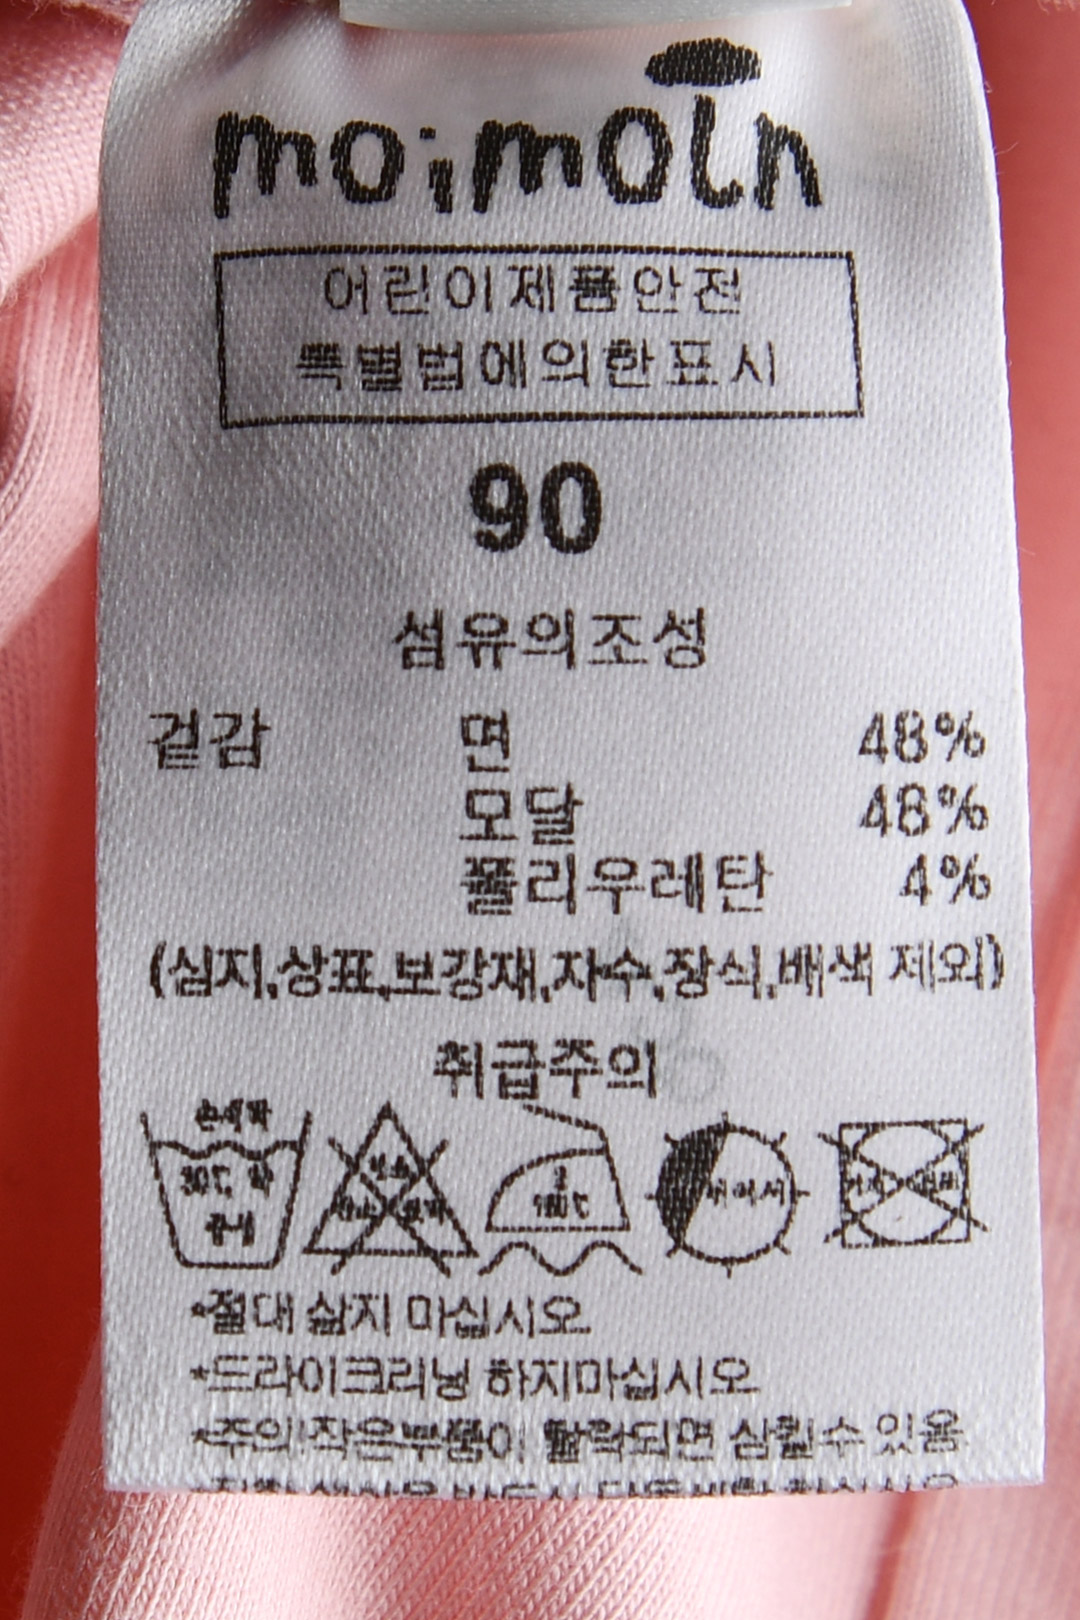 moimoln
어린이제품안전
특별법에의한표시
90
섬유의조성
겉감 면 48%
모달 48%
폴리우레탄 4%
(심지,상표,보강재,자수,장식,배색 제외)
취급주의
손세탁
30℃ 약
중성
2
180℃
*절대 삶지 마십시오
*드라이크리닝 하지마십시오
*주의!작은부품이 탈락되면 삼킬수 있음